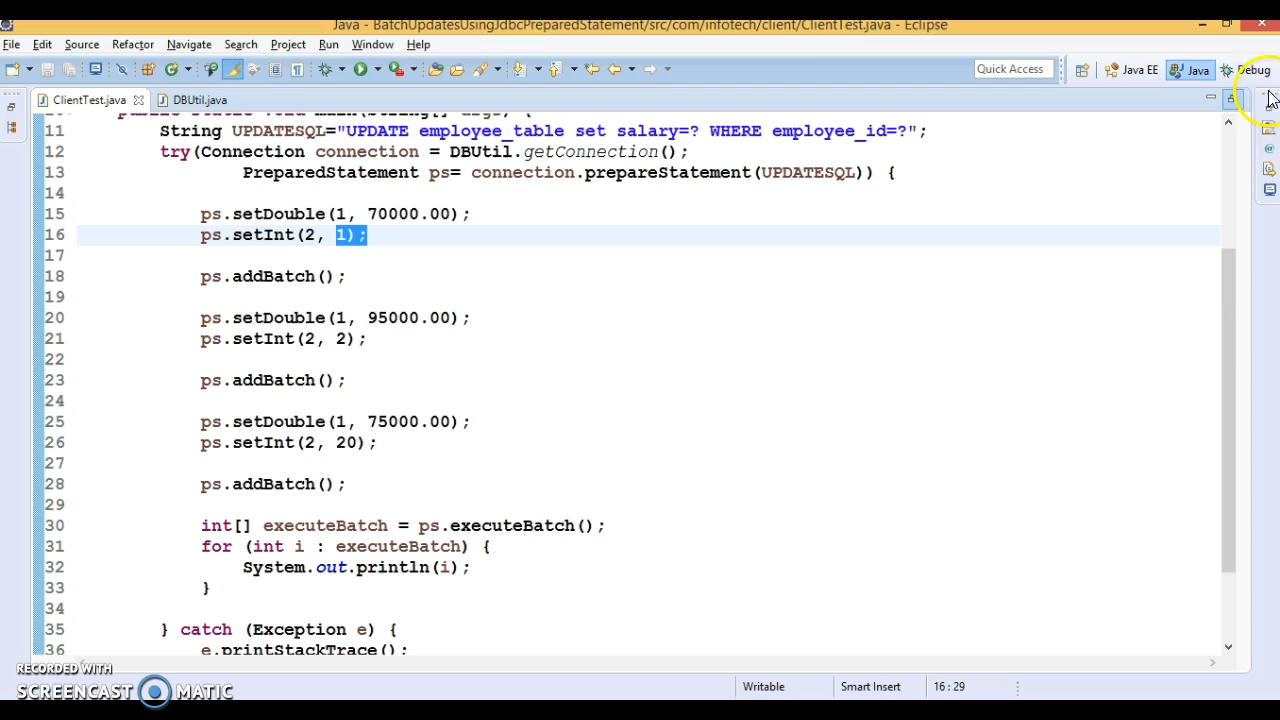 Java - BatchUpdatesUsingJdbcPreparedStatement/src/com/infotech/client/ClientTest.java - Eclipse
File Edit Source Refactor Navigate Search Project Run Window Help
Quick Access Java EE Java Debug
ClientTest.java DBUtil.java
11 String UPDATESQL="UPDATE employee_table set salary=? WHERE employee_id=?";
12 try(Connection connection = DBUtil.getConnection();
13 PreparedStatement ps= connection.prepareStatement(UPDATESQL)) {
14
15 ps.setDouble(1, 70000.00);
16 ps.setInt(2, 1);
17
18 ps.addBatch();
19
20 ps.setDouble(1, 95000.00);
21 ps.setInt(2, 2);
22
23 ps.addBatch();
24
25 ps.setDouble(1, 75000.00);
26 ps.setInt(2, 20);
27
28 ps.addBatch();
29
30 int[] executeBatch = ps.executeBatch();
31 for (int i : executeBatch) {
32 System.out.println(i);
33 }
34
35 } catch (Exception e) {
36 e.printStackTrace();
RECORDED WITH
SCREENCAST MATIC
Writable Smart Insert 16 : 29